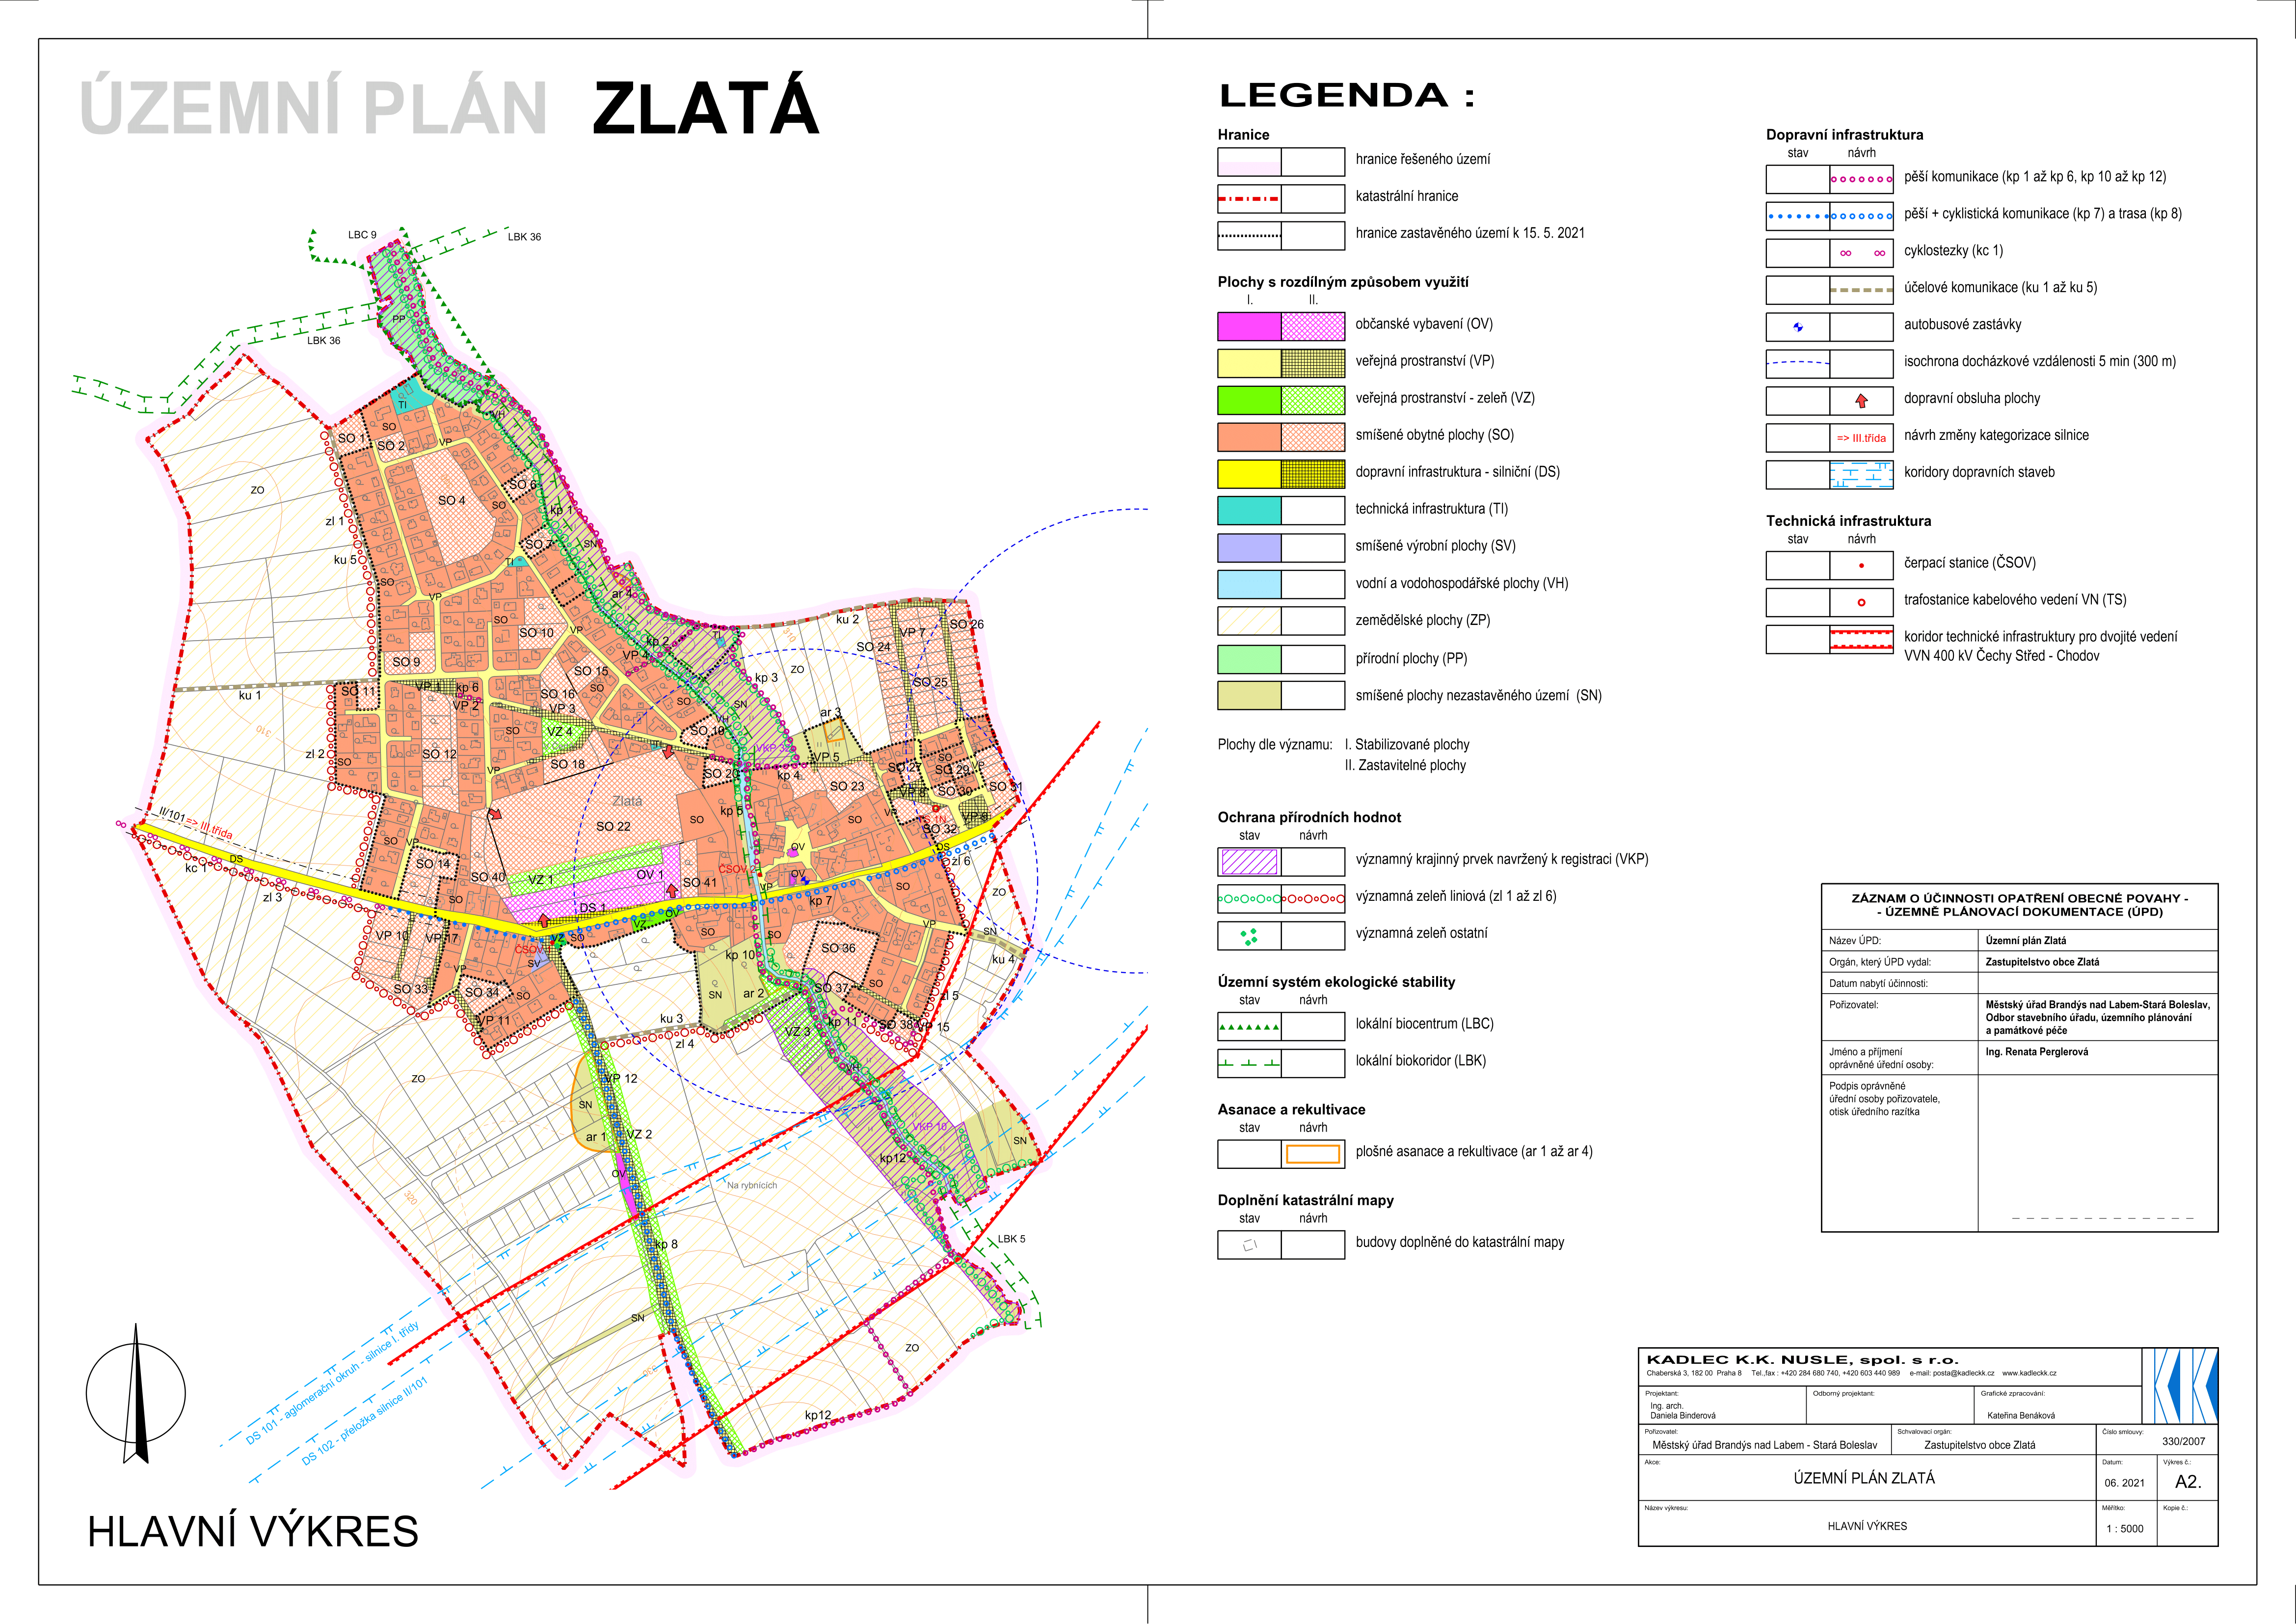 ÚZEMNÍ PLÁN ZLATÁ
LBC 9
LBK 36
LBK 36
PP
TI
VH
SO 1
SO
SO 2
VP
ZO
SO 4
SO 6
SO
kp 1
zl 1
SO 7
SN
ku 5
TI
SO
VP
ar 4
SO
SO 10
VP
kp 2
TI
ku 2
310
VP 7
SO 26
SO 24
VP 4
SO 9
SO 15
ZO
kp 3
SO 25
ku 1
SO 11
VP 1
kp 6
VP 2
SO 16
SO
VP 3
SO
SN
ar 3
310
VH
SO
VZ 4
SO 19
VKP 32
VP 5
zl 2
SO
SO 12
VP
SO 18
SO 20
kp 4
SO 27
SO
SO 29
VP
SO 23
VP 8
SO 30
SO 31
Zlatá
SO 22
SO
kp 5
SO
VP
TS 1N
VP 9
SO 32
II/101
=> III.třída
DS
kc 1
SO
VP
SO 14
SO 40
VZ 1
OV 1
SO 41
ČSOV 2
OV
OV
DS
zl 6
zl 3
SO
DS 1
OV
VP
kp 7
SO
ZO
VP 10
VP 17
ČSOV
VZ
SO
VZ
SO
SO
SO 36
VP
SN
VP
SV
kp 10
ku 4
SO 33
SO 34
SO
SN
ar 2
SO 37
SO
zl 5
VP 11
ku 3
zl 4
VZ 3
kp 11
SO 38
VP 15
ZO
VP 12
VH
SN
ar 1
VZ 2
VKP 10
SN
OV
kp12
Na rybnících
320
kp 8
LBK 5
SN
330
ZO
kp12
DS 101 - aglomerační okruh - silnice I. třídy
DS 102 - přeložka silnice II/101
HLAVNÍ VÝKRES
LEGENDA :
Hranice
hranice řešeného území
katastrální hranice
hranice zastavěného území k 15. 5. 2021
Plochy s rozdílným způsobem využití
I. II.
občanské vybavení (OV)
veřejná prostranství (VP)
veřejná prostranství - zeleň (VZ)
smíšené obytné plochy (SO)
dopravní infrastruktura - silniční (DS)
technická infrastruktura (TI)
smíšené výrobní plochy (SV)
vodní a vodohospodářské plochy (VH)
zemědělské plochy (ZP)
přírodní plochy (PP)
smíšené plochy nezastavěného území (SN)
Plochy dle významu: I. Stabilizované plochy
II. Zastavitelné plochy
Ochrana přírodních hodnot
stav návrh
významný krajinný prvek navržený k registraci (VKP)
významná zeleň liniová (zl 1 až zl 6)
významná zeleň ostatní
Územní systém ekologické stability
stav návrh
lokální biocentrum (LBC)
lokální biokoridor (LBK)
Asanace a rekultivace
stav návrh
plošné asanace a rekultivace (ar 1 až ar 4)
Doplnění katastrální mapy
stav návrh
budovy doplněné do katastrální mapy
Dopravní infrastruktura
stav návrh
pěší komunikace (kp 1 až kp 6, kp 10 až kp 12)
pěší + cyklistická komunikace (kp 7) a trasa (kp 8)
cyklostezky (kc 1)
účelové komunikace (ku 1 až ku 5)
autobusové zastávky
isochrona docházkové vzdálenosti 5 min (300 m)
dopravní obsluha plochy
=> III.třída návrh změny kategorizace silnice
koridory dopravních staveb
Technická infrastruktura
stav návrh
čerpací stanice (ČSOV)
trafostanice kabelového vedení VN (TS)
koridor technické infrastruktury pro dvojité vedení
VVN 400 kV Čechy Střed - Chodov
ZÁZNAM O ÚČINNOSTI OPATŘENÍ OBECNÉ POVAHY -
- ÚZEMNĚ PLÁNOVACÍ DOKUMENTACE (ÚPD)
Název ÚPD: Územní plán Zlatá
Orgán, který ÚPD vydal: Zastupitelstvo obce Zlatá
Datum nabytí účinnosti:
Pořizovatel: Městský úřad Brandýs nad Labem-Stará Boleslav,
Odbor stavebního úřadu, územního plánování
a památkové péče
Jméno a příjmení Ing. Renata Perglerová
oprávněné úřední osoby:
Podpis oprávněné
úřední osoby pořizovatele,
otisk úředního razítka
KADLEC K.K. NUSLE, spol. s r.o.
Chaberská 3, 182 00 Praha 8 Tel.,fax : +420 284 680 740, +420 603 440 989 e-mail: posta@kadleckk.cz www.kadleckk.cz
Projektant: Odborný projektant: Grafické zpracování:
Ing. arch.
Daniela Binderová Kateřina Benáková
Pořizovatel: Schvalovací orgán: Číslo smlouvy:
Městský úřad Brandýs nad Labem - Stará Boleslav Zastupitelstvo obce Zlatá 330/2007
Akce: Datum: Výkres č.:
ÚZEMNÍ PLÁN ZLATÁ 06. 2021 A2.
Název výkresu: Měřítko: Kopie č.:
HLAVNÍ VÝKRES 1 : 5000